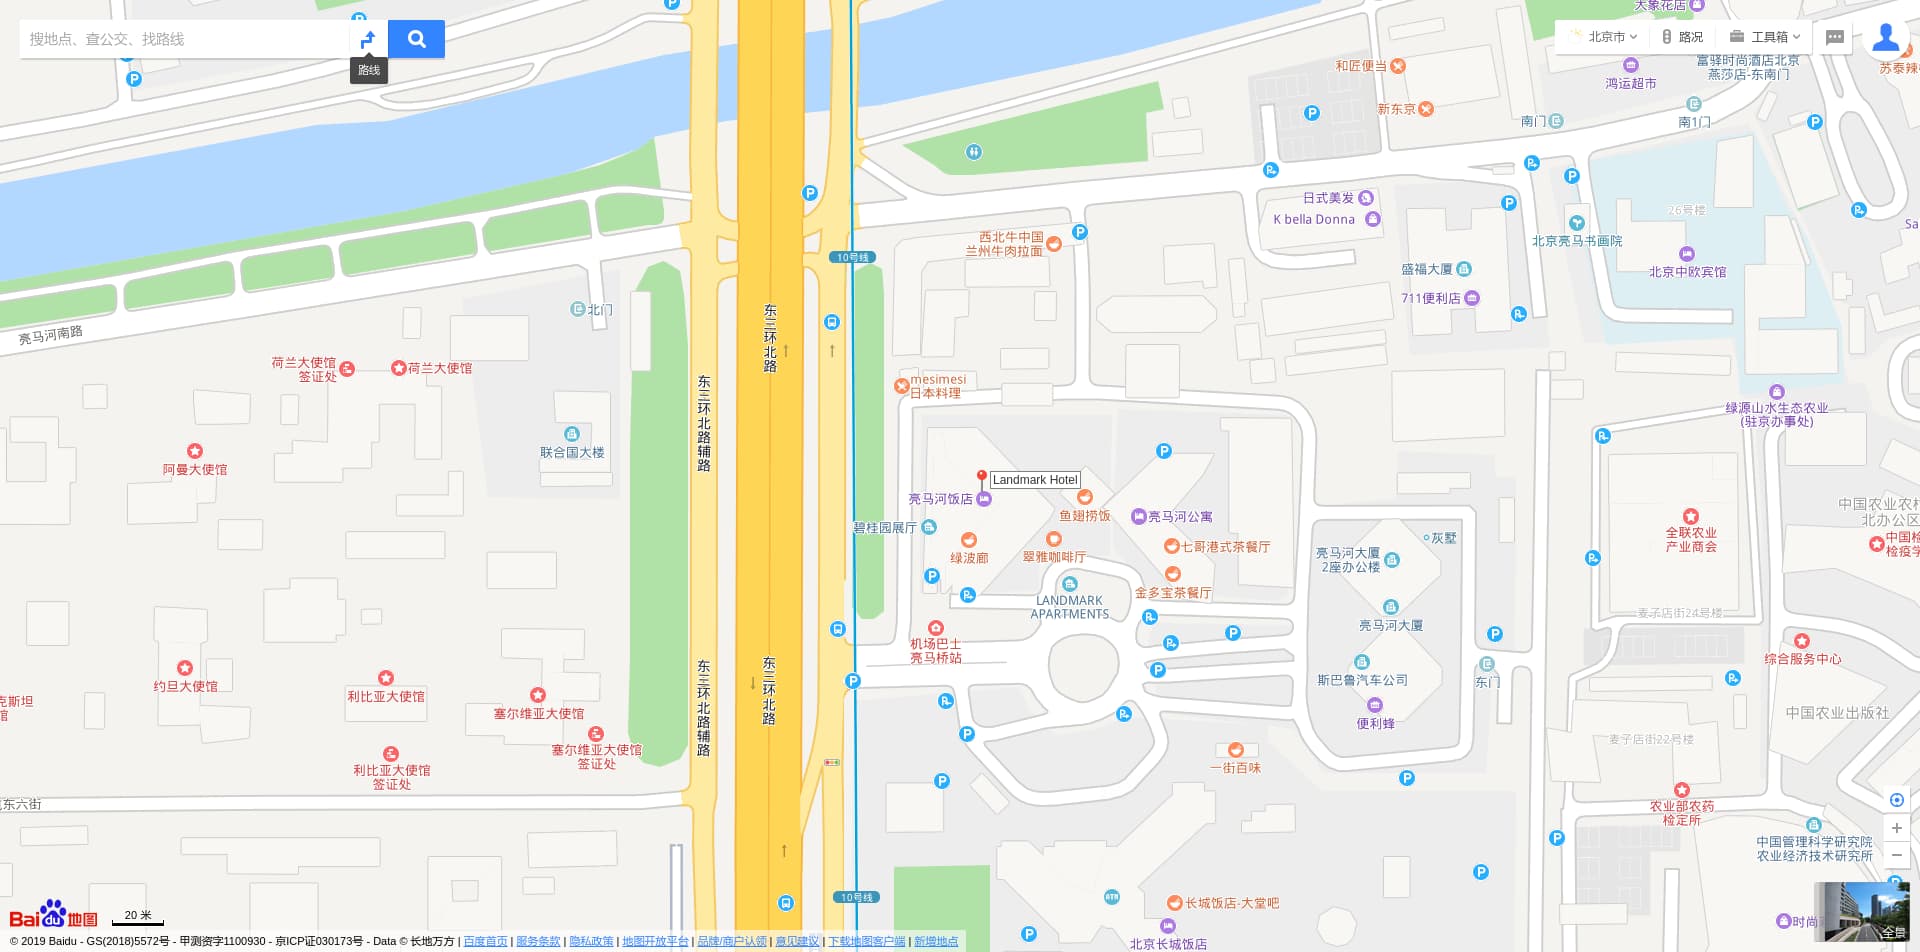 大象花店
搜地点、查公交、找路线
路线
北京市
路况
工具箱
富驿时尚酒店北京
燕莎店-东南门
苏泰辣
和匠便当
鸿运超市
新东京
南门
南1门
日式美发
K bella Donna
26号楼
西北牛中国
兰州牛肉拉面
北京亮马书画院
Sa
10号线
盛福大厦
北京中欧宾馆
711便利店
北门
亮马河南路
东三环北路
荷兰大使馆
签证处
荷兰大使馆
mesimesi
日本料理
东三环北路辅路
绿源山水生态农业
(驻京办事处)
联合国大楼
阿曼大使馆
Landmark Hotel
亮马河饭店
鱼翅捞饭
亮马河公寓
中国农业农村
北办公区
碧桂园展厅
全联农业
产业商会
灰墅
绿波廊
翠雅咖啡厅
七哥港式茶餐厅
亮马河大厦
2座办公楼
中国检
检疫学
LANDMARK
APARTMENTS
金多宝茶餐厅
麦子店街24号楼
亮马河大厦
机场巴士
亮马桥站
综合服务中心
约旦大使馆
利比亚大使馆
斯巴鲁汽车公司
东门
克斯坦
馆
塞尔维亚大使馆
东三环北路辅路
东三环北路
便利蜂
中国农业出版社
麦子店街22号楼
塞尔维亚大使馆
签证处
利比亚大使馆
签证处
一街百味
东六街
农业部农药
检定所
中国管理科学研究院
农业经济技术研究所
10号线
ATM
长城饭店-大堂吧
北京长城饭店
时尚
全景
Bai du 地图
20 米
© 2019 Baidu - GS(2018)5572号 - 甲测资字1100930 - 京ICP证030173号 - Data © 长地万方 | 百度首页 | 服务条款 | 隐私政策 | 地图开放平台 | 品牌/商户认领 | 意见建议 | 下载地图客户端 | 新增地点